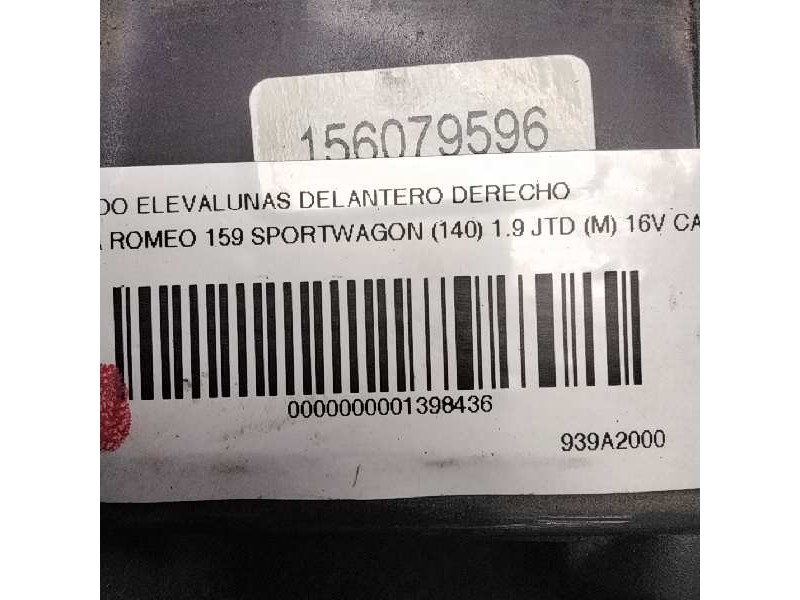 156079596
DO ELEVALUNAS DELANTERO DERECHO
A ROMEO 159 SPORTWAGON (140) 1.9 JTD (M) 16V CA
0000000001398436
939A2000